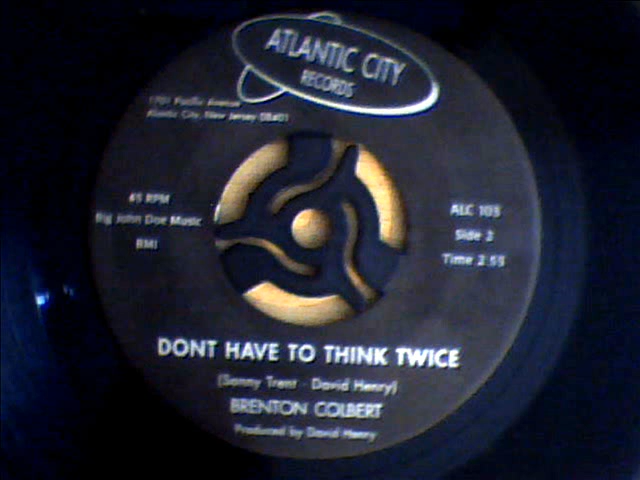 ATLANTIC CITY
RECORDS
1701 Pacific Avenue
Atlantic City, New Jersey 08401
45 RPM
Big John Doe Music
BMI
ALC 103
Side 2
Time 2:55
DONT HAVE TO THINK TWICE
(Sonny Trent - David Henry)
BRENTON COLBERT
Produced by David Henry